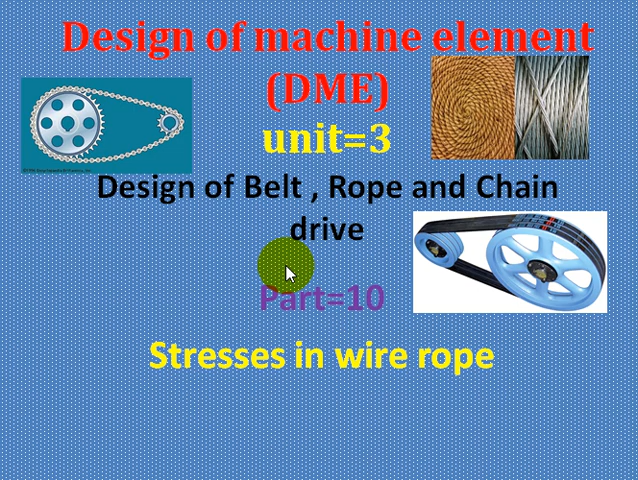 Design of machine element
(DME)
unit=3
Design of Belt , Rope and Chain
drive
Part=10
Stresses in wire rope